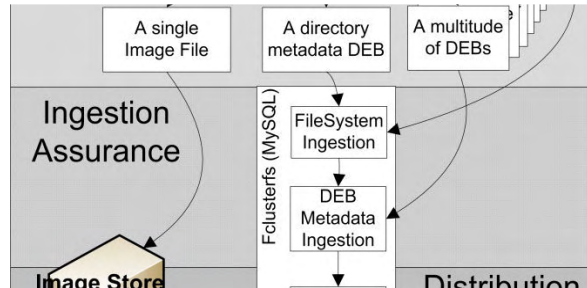 A single
Image File
A directory
metadata DEB
A multitude
of DEBs
Ingestion
Assurance
Fclusterfs (MySQL)
FileSystem
Ingestion
DEB
Metadata
Ingestion
Image Store
Distribution